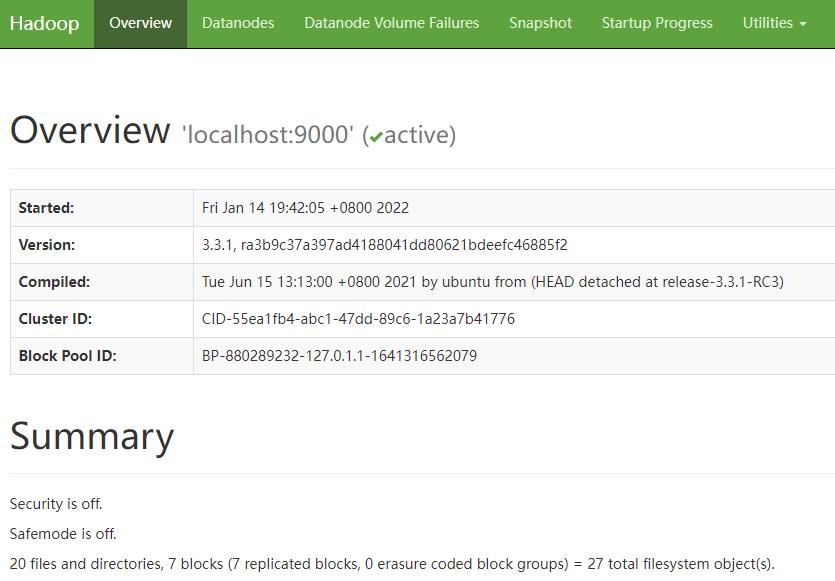 Hadoop Overview Datanodes Datanode Volume Failures Snapshot Startup Progress Utilities
Overview 'localhost:9000' (✔active)
Started: Fri Jan 14 19:42:05 +0800 2022
Version: 3.3.1, ra3b9c37a397ad4188041dd80621bdeefc46885f2
Compiled: Tue Jun 15 13:13:00 +0800 2021 by ubuntu from (HEAD detached at release-3.3.1-RC3)
Cluster ID: CID-55ea1fb4-abc1-47dd-89c6-1a23a7b41776
Block Pool ID: BP-880289232-127.0.1.1-1641316562079
Summary
Security is off.
Safemode is off.
20 files and directories, 7 blocks (7 replicated blocks, 0 erasure coded block groups) = 27 total filesystem object(s).